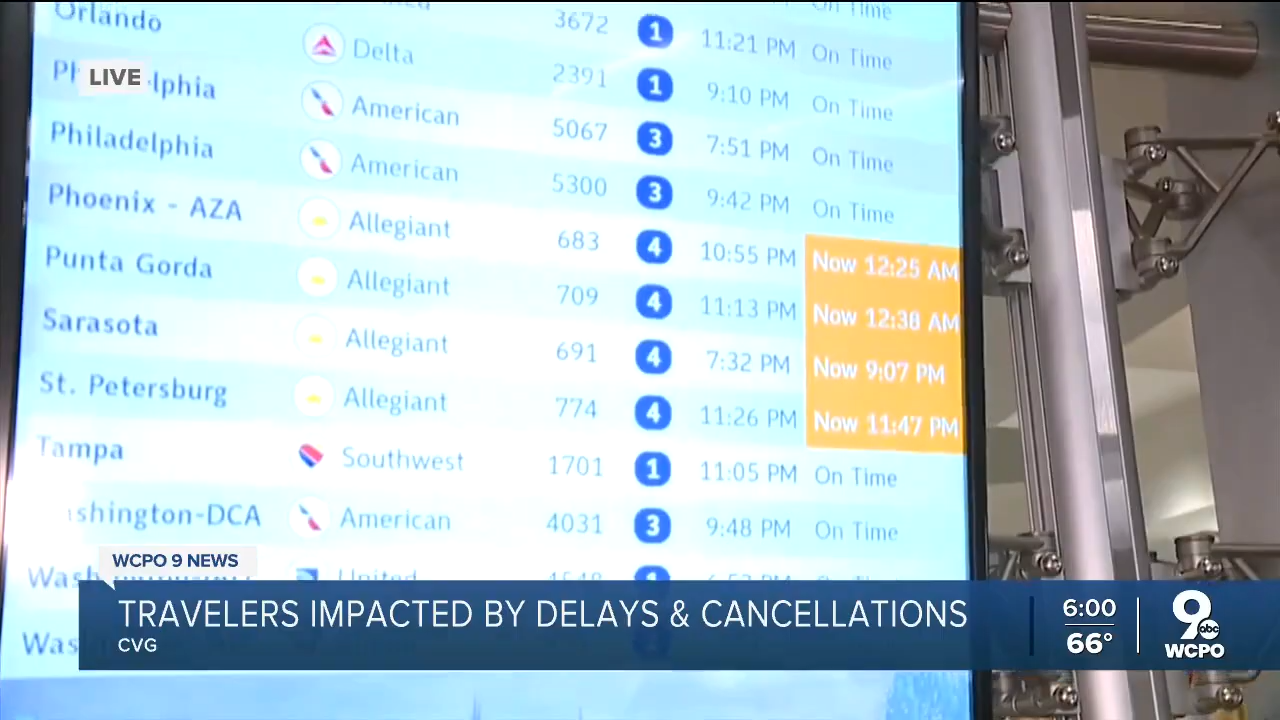 3672 1 11:21 PM On Time
Orlando Delta 2391 1 9:10 PM On Time
LIVE
Ph lphia American 5067 3 7:51 PM On Time
Philadelphia American 5300 3 9:42 PM On Time
Phoenix - AZA Allegiant 683 4 10:55 PM Now 12:25 AM
Punta Gorda Allegiant 709 4 11:13 PM Now 12:38 AM
Sarasota Allegiant 691 4 7:32 PM Now 9:07 PM
St. Petersburg Allegiant 774 4 11:26 PM Now 11:47 PM
Tampa Southwest 1701 1 11:05 PM On Time
shington-DCA American 4031 3 9:48 PM On Time
United
WCPO 9 NEWS
TRAVELERS IMPACTED BY DELAYS & CANCELLATIONS
CVG
6:00
66°
9 abc
WCPO